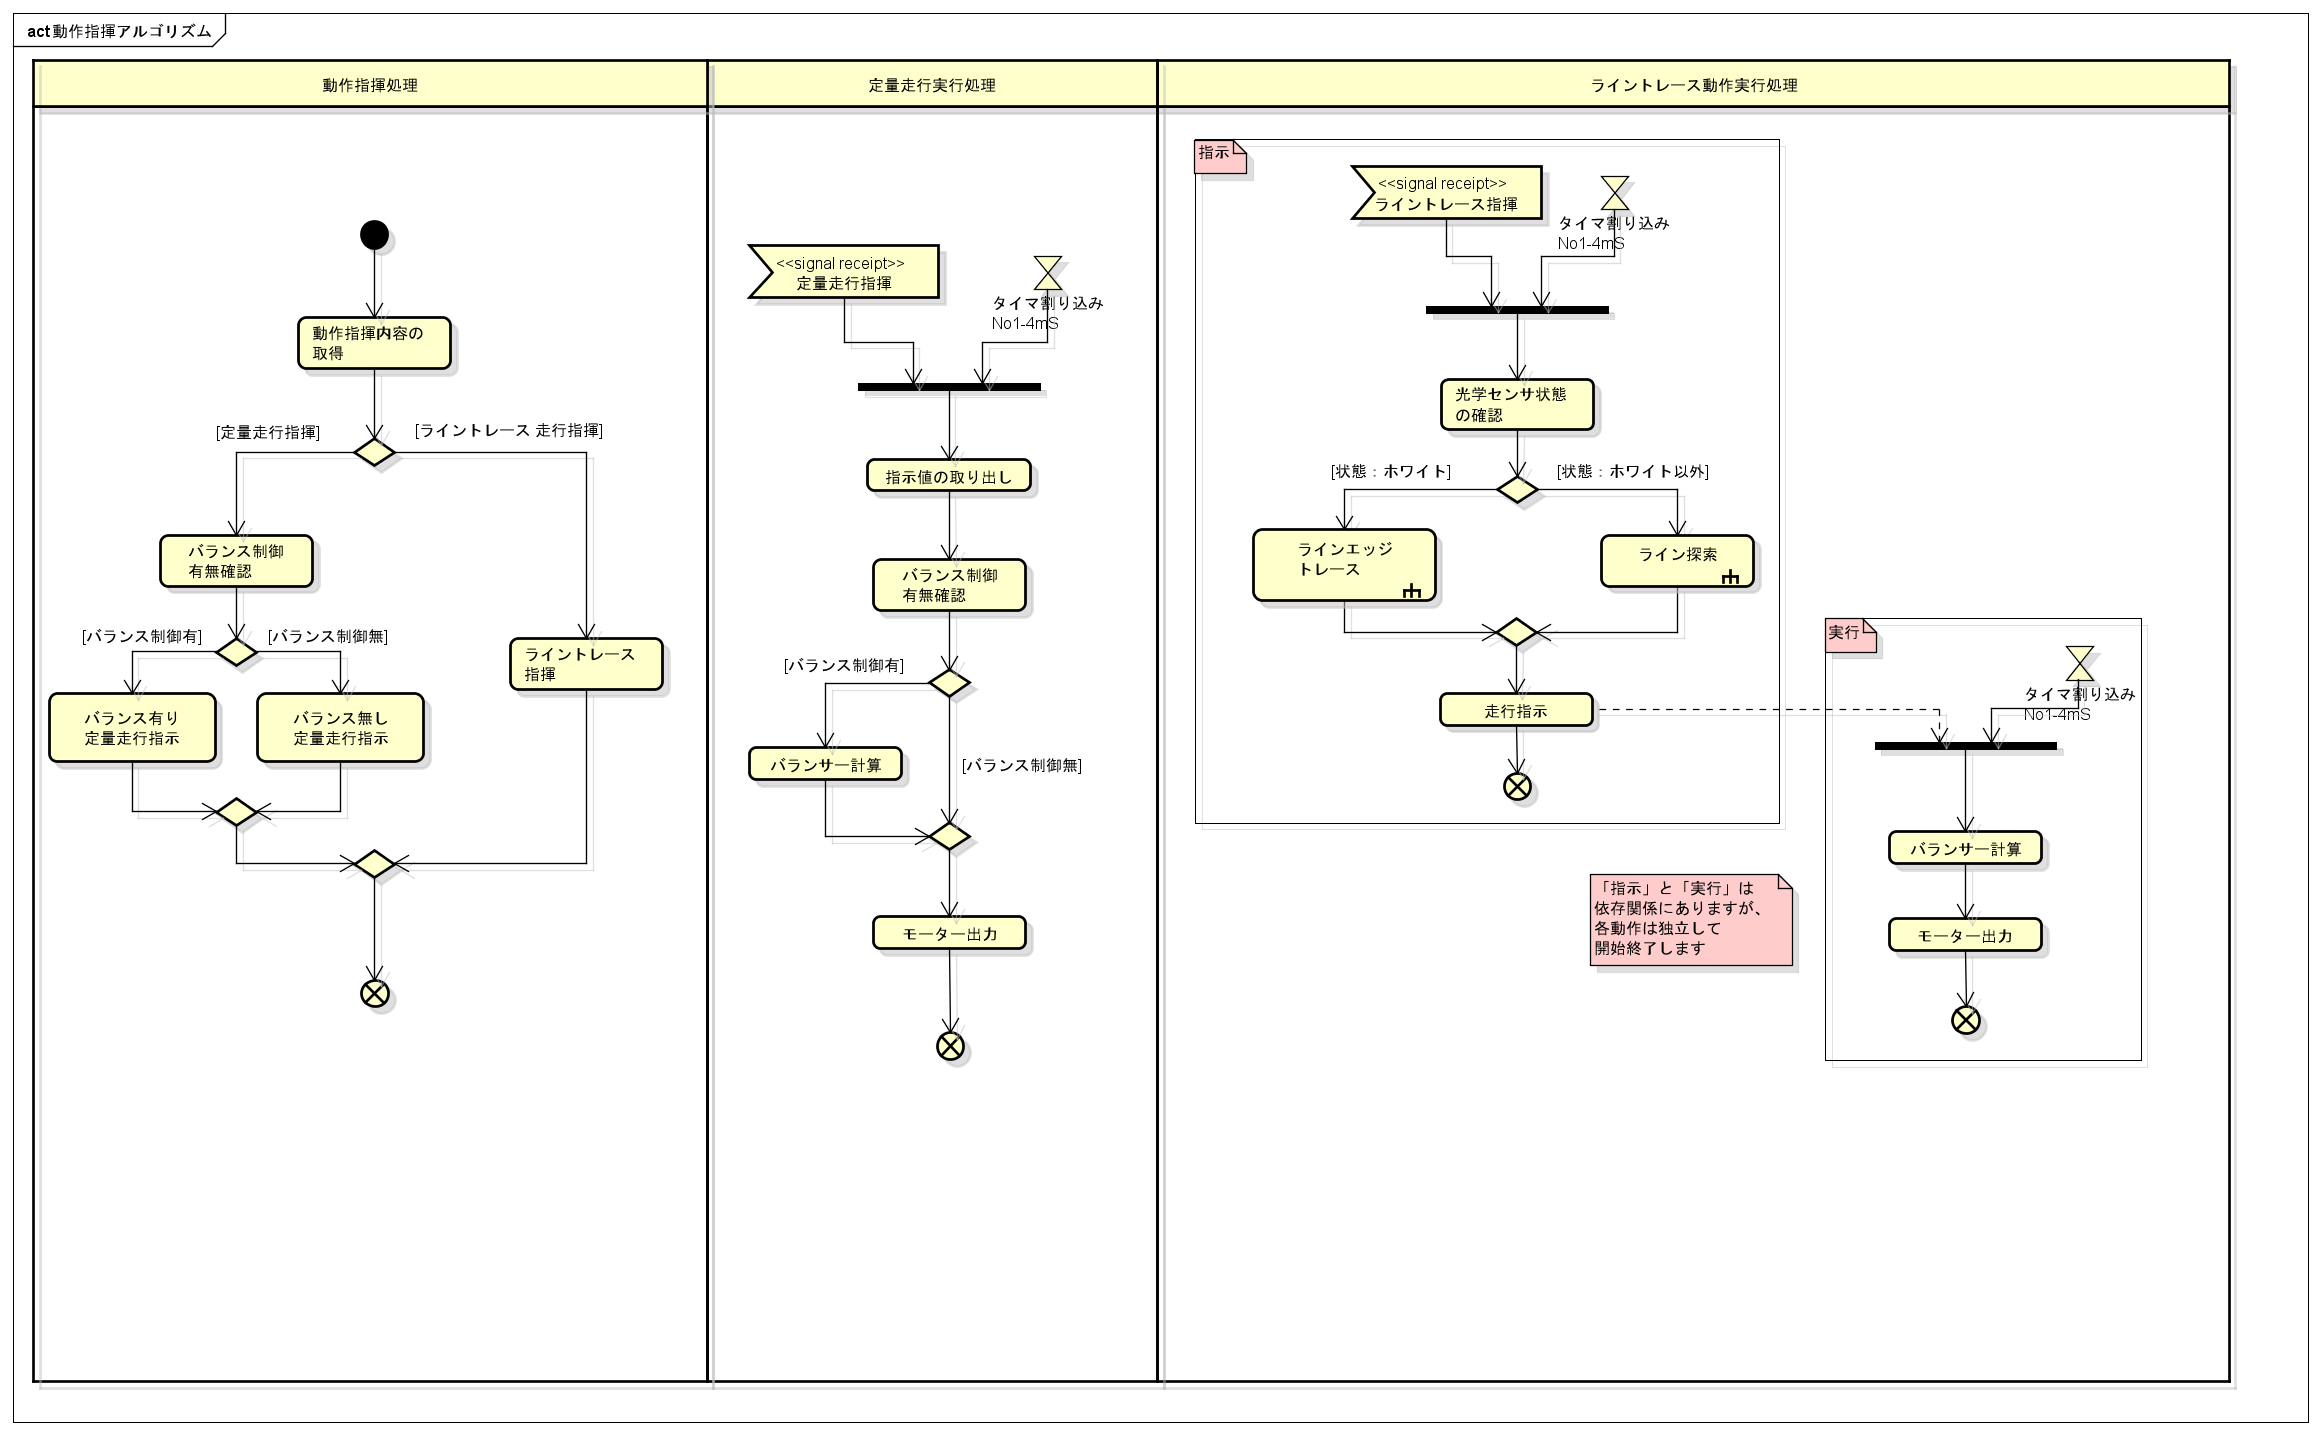 act 動作指揮アルゴリズム
動作指揮処理
定量走行実行処理
ライントレース動作実行処理
動作指揮内容の
取得
[定量走行指揮]
[ライントレース 走行指揮]
バランス制御
有無確認
[バランス制御有]
[バランス制御無]
バランス有り
定量走行指示
バランス無し
定量走行指示
ライントレース
指揮
<<signal receipt>>
定量走行指揮
タイマ割り込み
No1-4mS
指示値の取り出し
バランス制御
有無確認
[バランス制御有]
バランサー計算
[バランス制御無]
モーター出力
指示
<<signal receipt>>
ライントレース指揮
タイマ割り込み
No1-4mS
光学センサ状態
の確認
[状態：ホワイト]
[状態：ホワイト以外]
ラインエッジ
トレース
ライン探索
走行指示
実行
タイマ割り込み
No1-4mS
バランサー計算
モーター出力
「指示」と「実行」は
依存関係にありますが、
各動作は独立して
開始終了します